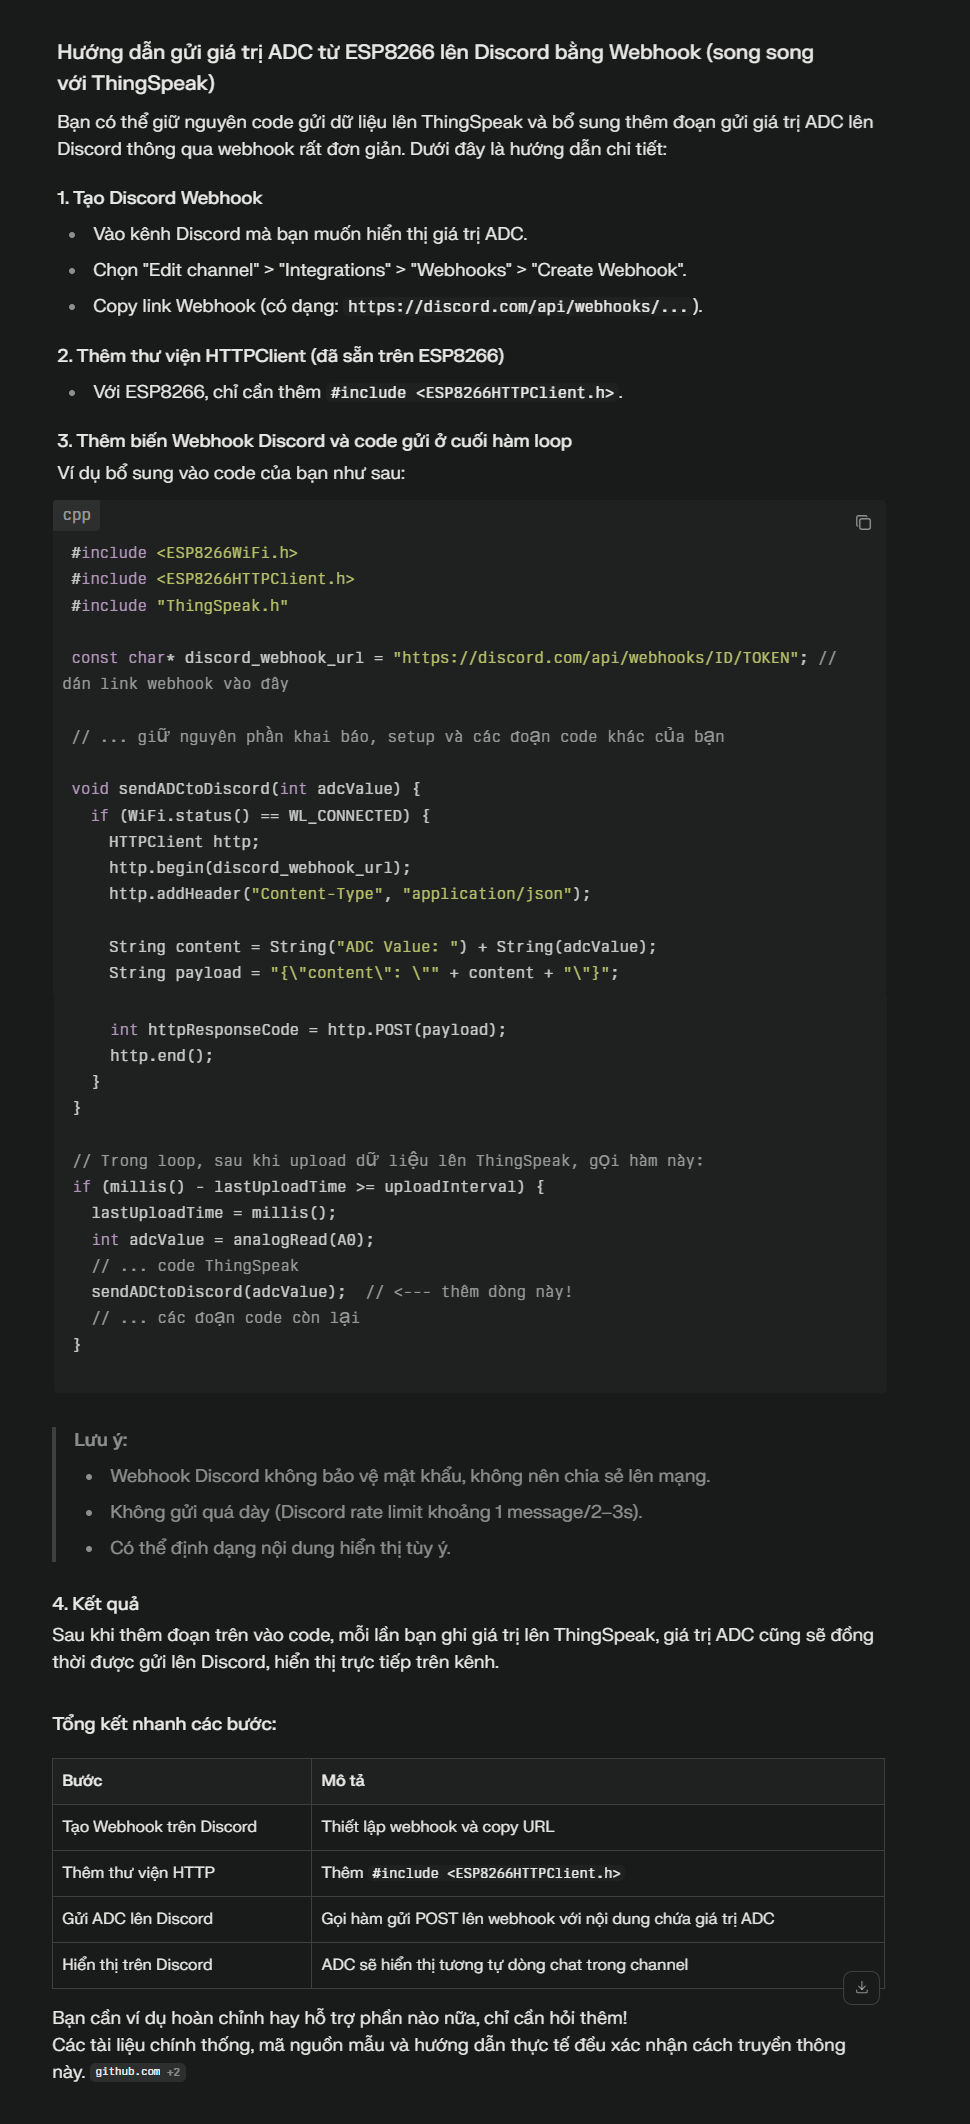 Hướng dẫn gửi giá trị ADC từ ESP8266 lên Discord bằng Webhook (song song
với ThingSpeak)
Bạn có thể giữ nguyên code gửi dữ liệu lên ThingSpeak và bổ sung thêm đoạn gửi giá trị ADC lên
Discord thông qua webhook rất đơn giản. Dưới đây là hướng dẫn chi tiết:
1. Tạo Discord Webhook
• Vào kênh Discord mà bạn muốn hiển thị giá trị ADC.
• Chọn "Edit channel" > "Integrations" > "Webhooks" > "Create Webhook".
• Copy link Webhook (có dạng: https://discord.com/api/webhooks/... ).
2. Thêm thư viện HTTPClient (đã sẵn trên ESP8266)
• Với ESP8266, chỉ cần thêm #include <ESP8266HTTPClient.h> .
3. Thêm biến Webhook Discord và code gửi ở cuối hàm loop
Ví dụ bổ sung vào code của bạn như sau:
cpp
#include <ESP8266WiFi.h>
#include <ESP8266HTTPClient.h>
#include "ThingSpeak.h"
const char* discord_webhook_url = "https://discord.com/api/webhooks/ID/TOKEN"; //
dán link webhook vào đây
// ... giữ nguyên phần khai báo, setup và các đoạn code khác của bạn
void sendADCtoDiscord(int adcValue) {
  if (WiFi.status() == WL_CONNECTED) {
    HTTPClient http;
    http.begin(discord_webhook_url);
    http.addHeader("Content-Type", "application/json");
    String content = String("ADC Value: ") + String(adcValue);
    String payload = "{\"content\": \"" + content + "\"}";
    int httpResponseCode = http.POST(payload);
    http.end();
  }
}
// Trong loop, sau khi upload dữ liệu lên ThingSpeak, gọi hàm này:
if (millis() - lastUploadTime >= uploadInterval) {
  lastUploadTime = millis();
  int adcValue = analogRead(A0);
  // ... code ThingSpeak
  sendADCtoDiscord(adcValue);  // <--- thêm dòng này!
  // ... các đoạn code còn lại
}
Lưu ý:
• Webhook Discord không bảo vệ mật khẩu, không nên chia sẻ lên mạng.
• Không gửi quá dày (Discord rate limit khoảng 1 message/2–3s).
• Có thể định dạng nội dung hiển thị tùy ý.
4. Kết quả
Sau khi thêm đoạn trên vào code, mỗi lần bạn ghi giá trị lên ThingSpeak, giá trị ADC cũng sẽ đồng
thời được gửi lên Discord, hiển thị trực tiếp trên kênh.
Tổng kết nhanh các bước:
Bước Mô tả
Tạo Webhook trên Discord Thiết lập webhook và copy URL
Thêm thư viện HTTP Thêm #include <ESP8266HTTPClient.h>
Gửi ADC lên Discord Gọi hàm gửi POST lên webhook với nội dung chứa giá trị ADC
Hiển thị trên Discord ADC sẽ hiển thị tương tự dòng chat trong channel
Bạn cần ví dụ hoàn chỉnh hay hỗ trợ phần nào nữa, chỉ cần hỏi thêm!
Các tài liệu chính thống, mã nguồn mẫu và hướng dẫn thực tế đều xác nhận cách truyền thông
này. github.com +2